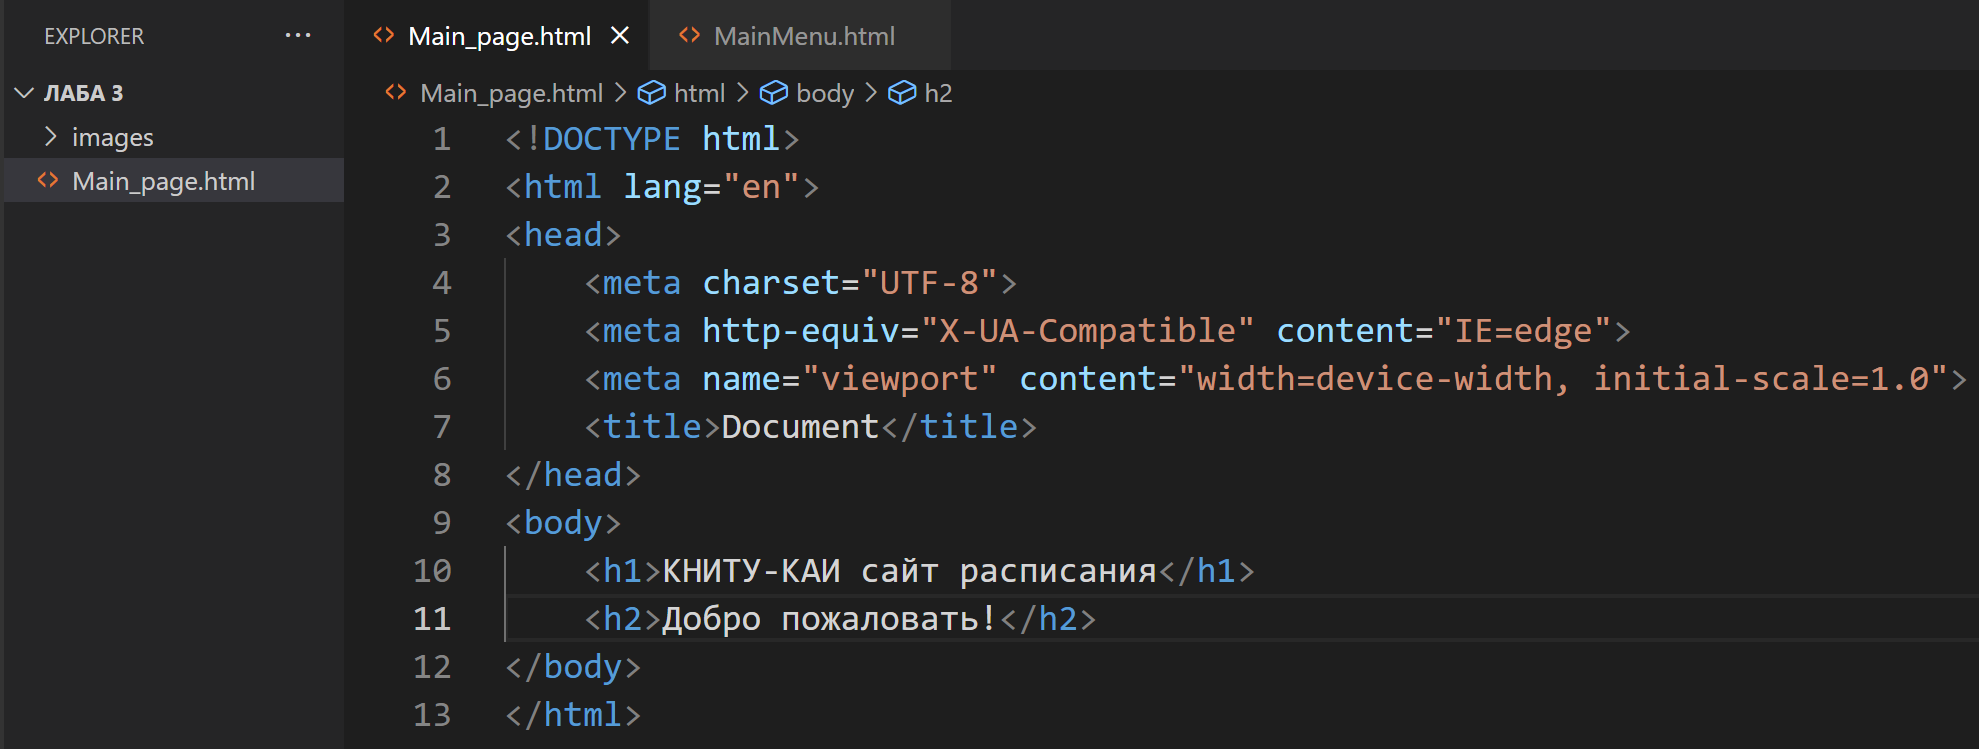 EXPLORER ...
ЛАБА 3
images
Main_page.html
Main_page.html MainMenu.html
Main_page.html > html > body > h2
1 <!DOCTYPE html>
2 <html lang="en">
3 <head>
4 <meta charset="UTF-8">
5 <meta http-equiv="X-UA-Compatible" content="IE=edge">
6 <meta name="viewport" content="width=device-width, initial-scale=1.0">
7 <title>Document</title>
8 </head>
9 <body>
10 <h1>КНИТУ-КАИ сайт расписания</h1>
11 <h2>Добро пожаловать!</h2>
12 </body>
13 </html>